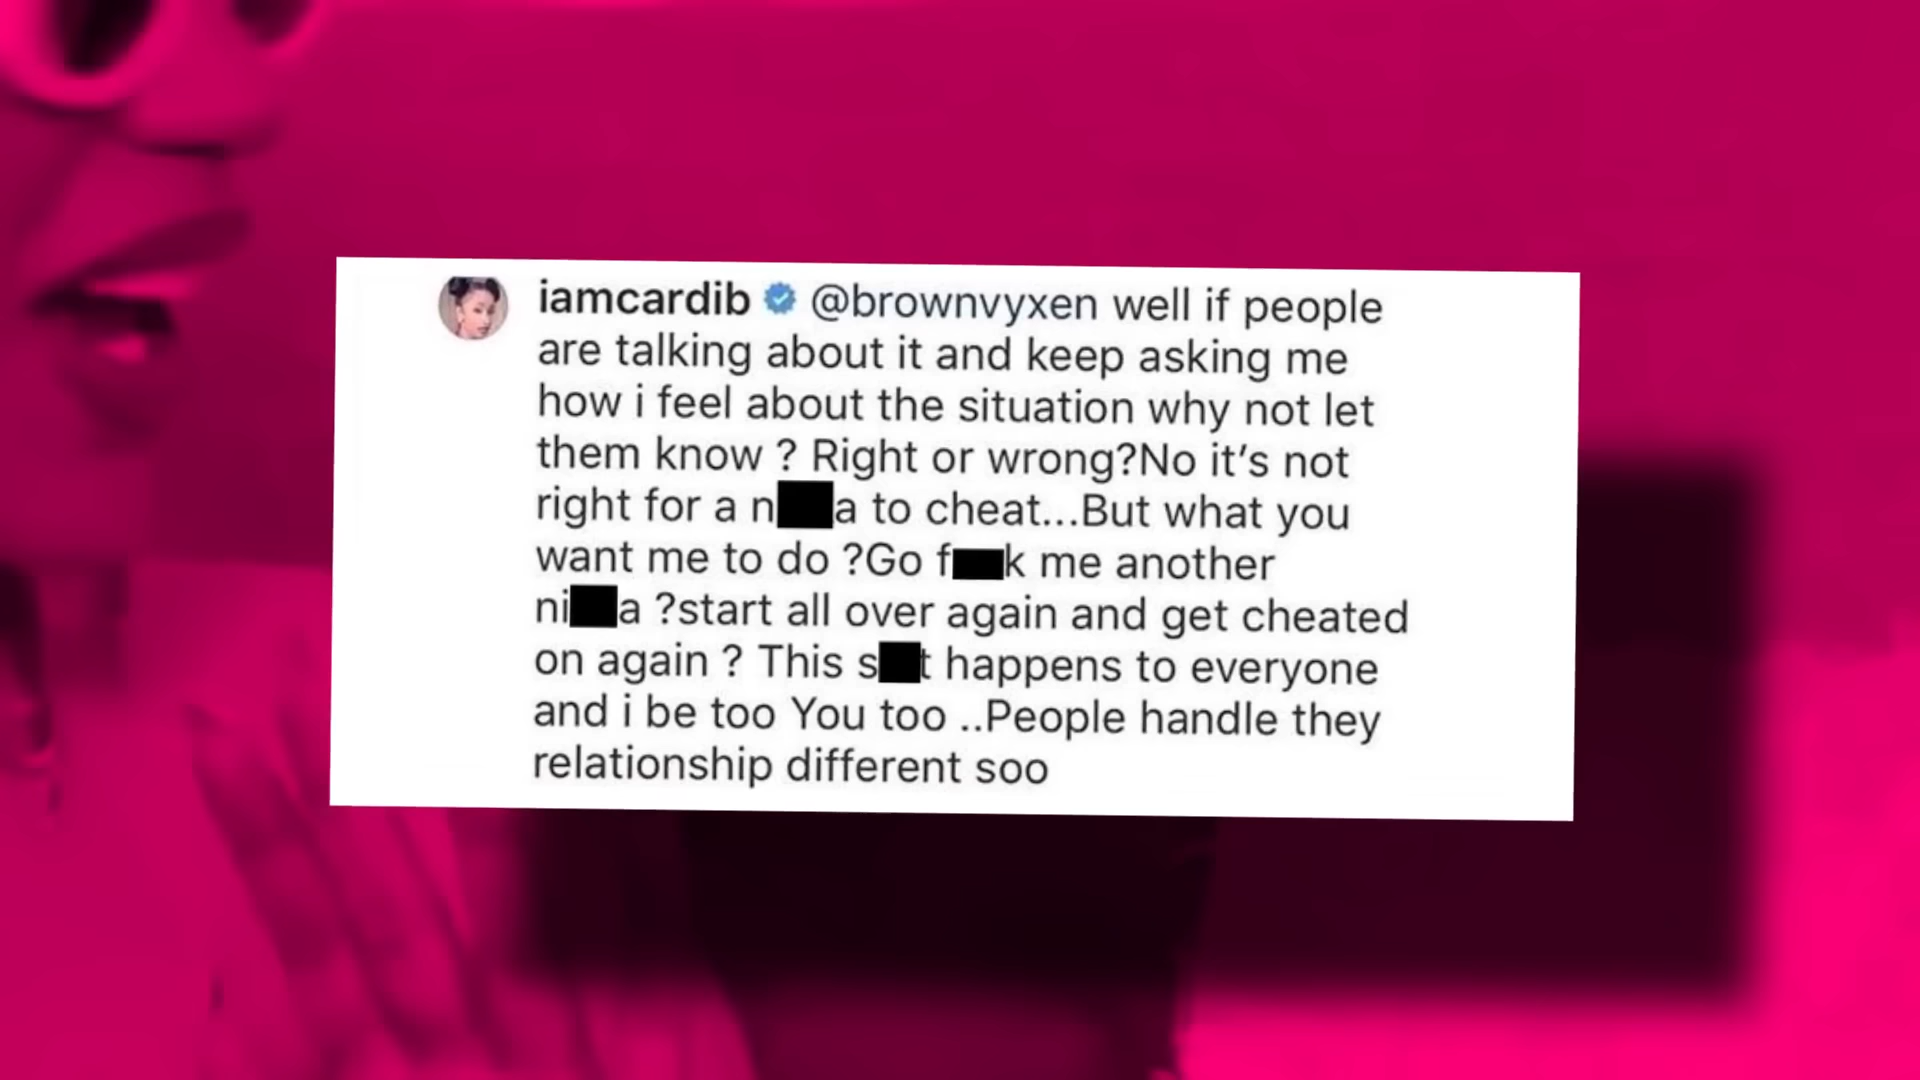 iamcardib @brownvyxen well if people
are talking about it and keep asking me
how i feel about the situation why not let
them know ? Right or wrong?No it’s not
right for a n a to cheat...But what you
want me to do ?Go f k me another
ni a ?start all over again and get cheated
on again ? This s t happens to everyone
and i be too You too ..People handle they
relationship different soo